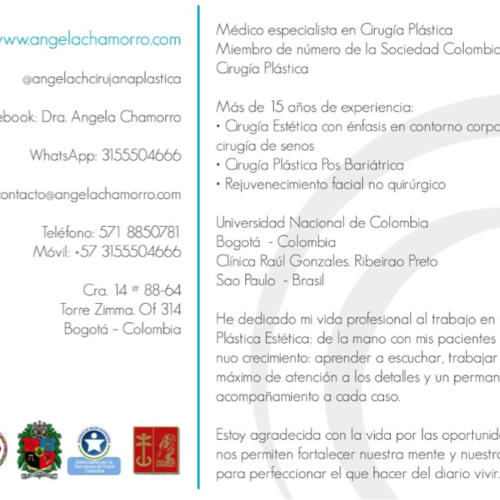 www.angelachamorro.com
@angelachcirujanaplastica
ebook: Dra. Angela Chamorro
WhatsApp: 3155504666
contacto@angelachamorro.com
Teléfono: 571 8850781
Móvil: +57 3155504666
Cra. 14 # 88-64
Torre Zimma. Of 314
Bogotá - Colombia
Médico especialista en Cirugía Plástica
Miembro de número de la Sociedad Colombia
Cirugía Plástica
Más de 15 años de experiencia:
• Cirugía Estética con énfasis en contorno corpo
cirugía de senos
• Cirugía Plástica Pos Bariátrica
• Rejuvenecimiento facial no quirúrgico
Universidad Nacional de Colombia
Bogotá - Colombia
Clínica Raúl Gonzales. Ribeirao Preto
Sao Paulo - Brasil
He dedicado mi vida profesional al trabajo en
Plástica Estética; de la mano con mis pacientes
nuo crecimiento: aprender a escuchar, trabajar
máximo de atención a los detalles y un perman
acompañamiento a cada caso.
Estoy agradecida con la vida por las oportunid
nos permiten fortalecer nuestra mente y nuestro
para perfeccionar el que hacer del diario vivir.